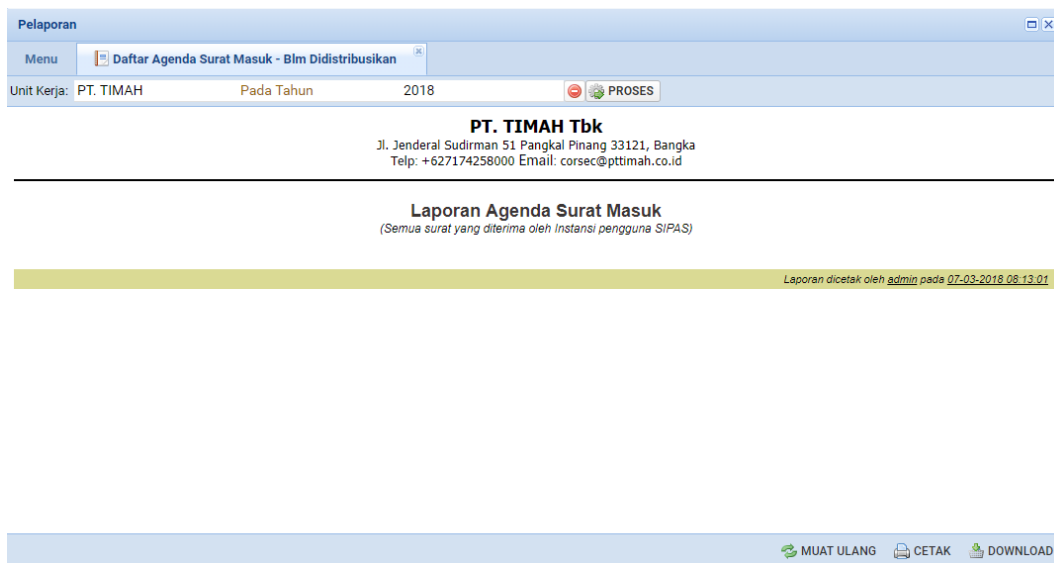 Pelaporan
Menu Daftar Agenda Surat Masuk - Blm Didistribusikan
Unit Kerja: PT. TIMAH Pada Tahun 2018 PROSES
PT. TIMAH Tbk
Jl. Jenderal Sudirman 51 Pangkal Pinang 33121, Bangka
Telp: +627174258000 Email: corsec@pttimah.co.id
Laporan Agenda Surat Masuk
(Semua surat yang diterima oleh Instansi pengguna SIPAS)
Laporan dicetak oleh admin pada 07-03-2018 08:13:01
MUAT ULANG CETAK DOWNLOAD